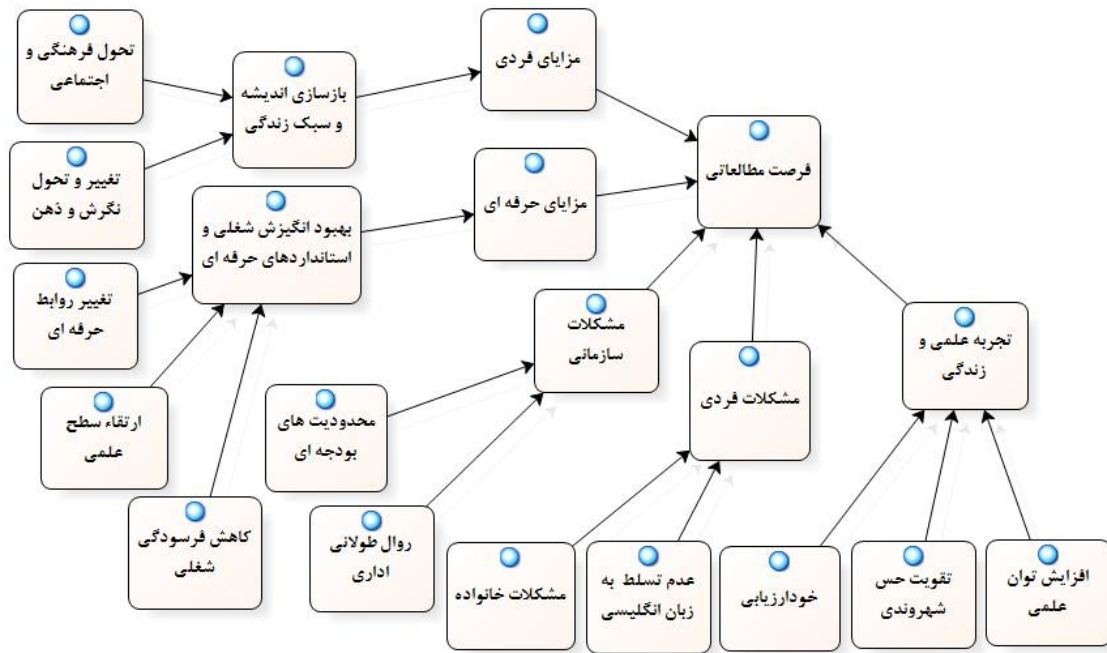 تحول فرهنگی و
اجتماعی
بازسازی اندیشه
و سبک زندگی
مزایای فردی
تغییر و تحول
نگرش و ذهن
فرصت مطالعاتی
مزایای حرفه ای
بهبود انگیزش شغلی و
استانداردهای حرفه ای
تغییر روابط
حرفه ای
مشکلات
سازمانی
تجربه علمی و
زندگی
مشکلات فردی
ارتقاء سطح
علمی
محدودیت های
بودجه ای
کاهش فرسودگی
شغلی
روال طولانی
اداری
مشکلات خانواده
عدم تسلط به
زبان انگلیسی
خودارزیابی
تقویت حس
شهروندی
افزایش توان
علمی